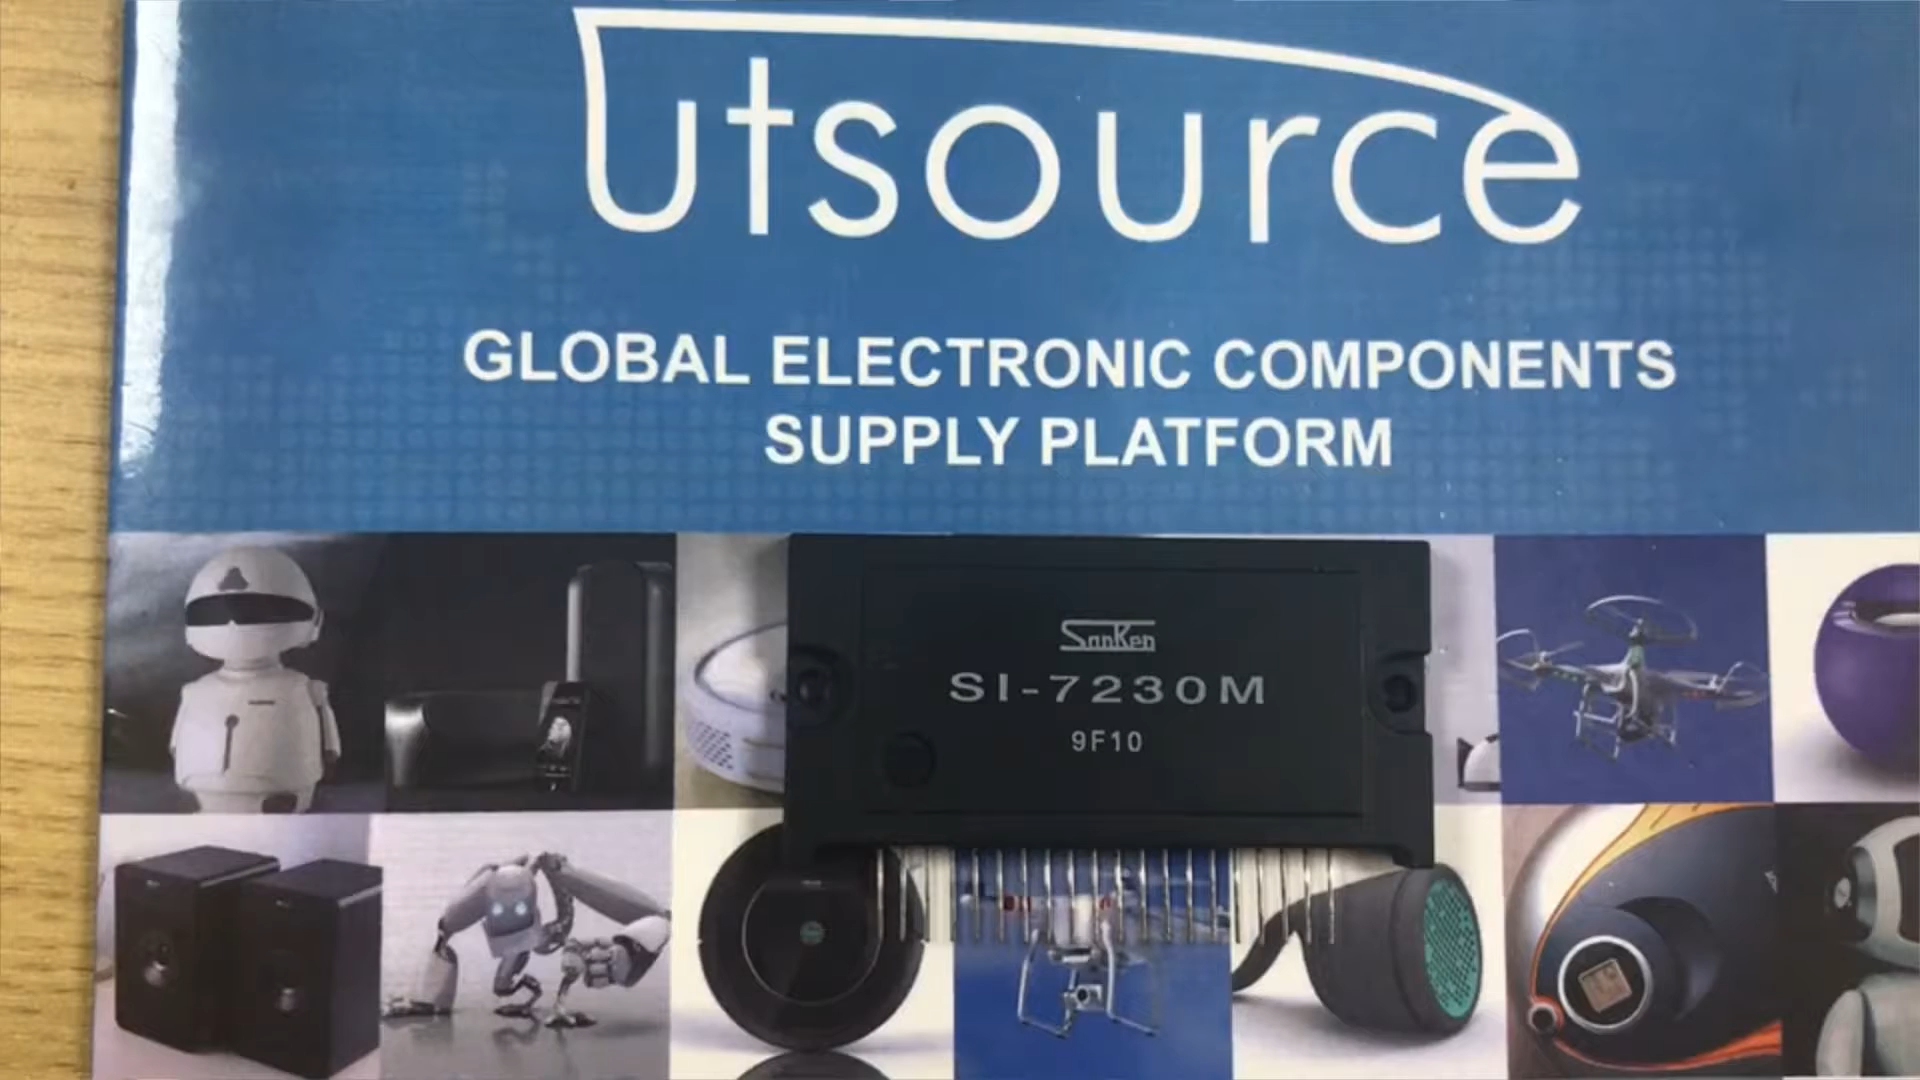 Utsource
GLOBAL ELECTRONIC COMPONENTS
SUPPLY PLATFORM
SanKen
SI-7230M
9F10